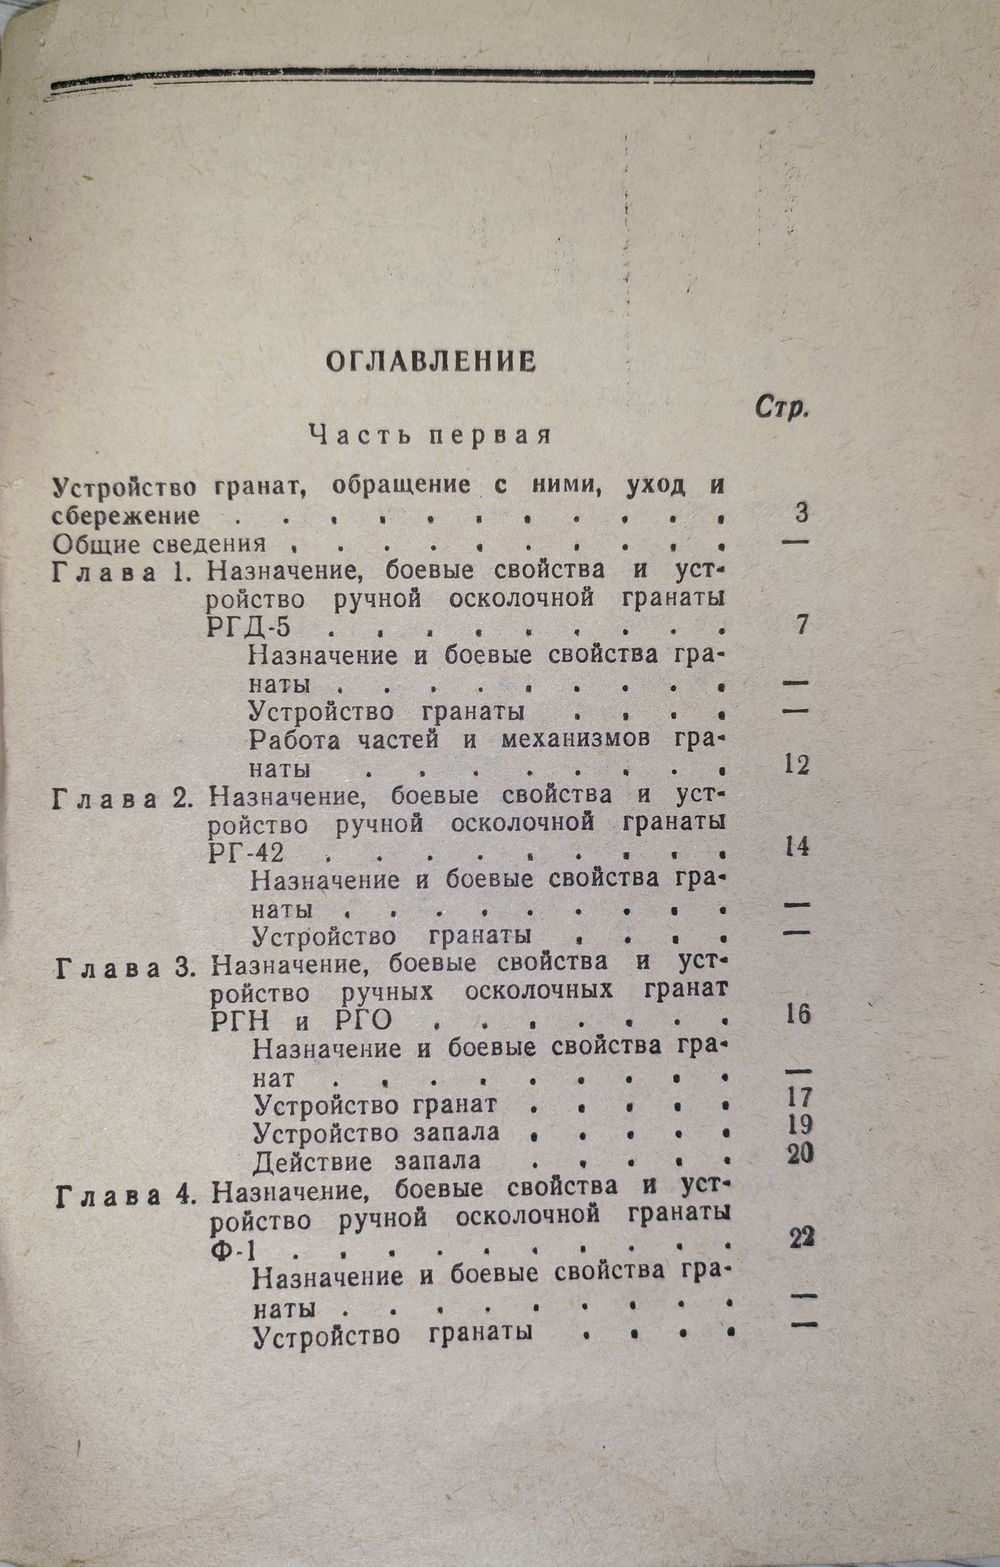 ОГЛАВЛЕНИЕ
Стр.
Часть первая
Устройство гранат, обращение с ними, уход и
сбережение . . . . . . . . . . . 3
Общие сведения . . . . . . . . . . —
Глава 1. Назначение, боевые свойства и уст-
ройство ручной осколочной гранаты
РГД-5 . . . . . . . . . 7
Назначение и боевые свойства гра-
наты . . . . . . . . . —
Устройство гранаты . . . . —
Работа частей и механизмов гра-
наты . . . . . . . . 12
Глава 2. Назначение, боевые свойства и уст-
ройство ручной осколочной гранаты
РГ-42 . . . . . . . . . 14
Назначение и боевые свойства гра-
наты . . . . . . . . . —
Устройство гранаты . . . . —
Глава 3. Назначение, боевые свойства и уст-
ройство ручных осколочных гранат
РГН и РГО . . . . . . . 16
Назначение и боевые свойства гра-
нат . . . . . . . . . —
Устройство гранат . . . . . 17
Устройство запала . . . . . 19
Действие запала . . . . . 20
Глава 4. Назначение, боевые свойства и уст-
ройство ручной осколочной гранаты
Ф-1 . . . . . . . . . . 22
Назначение и боевые свойства гра-
наты . . . . . . . . . —
Устройство гранаты . . . . —